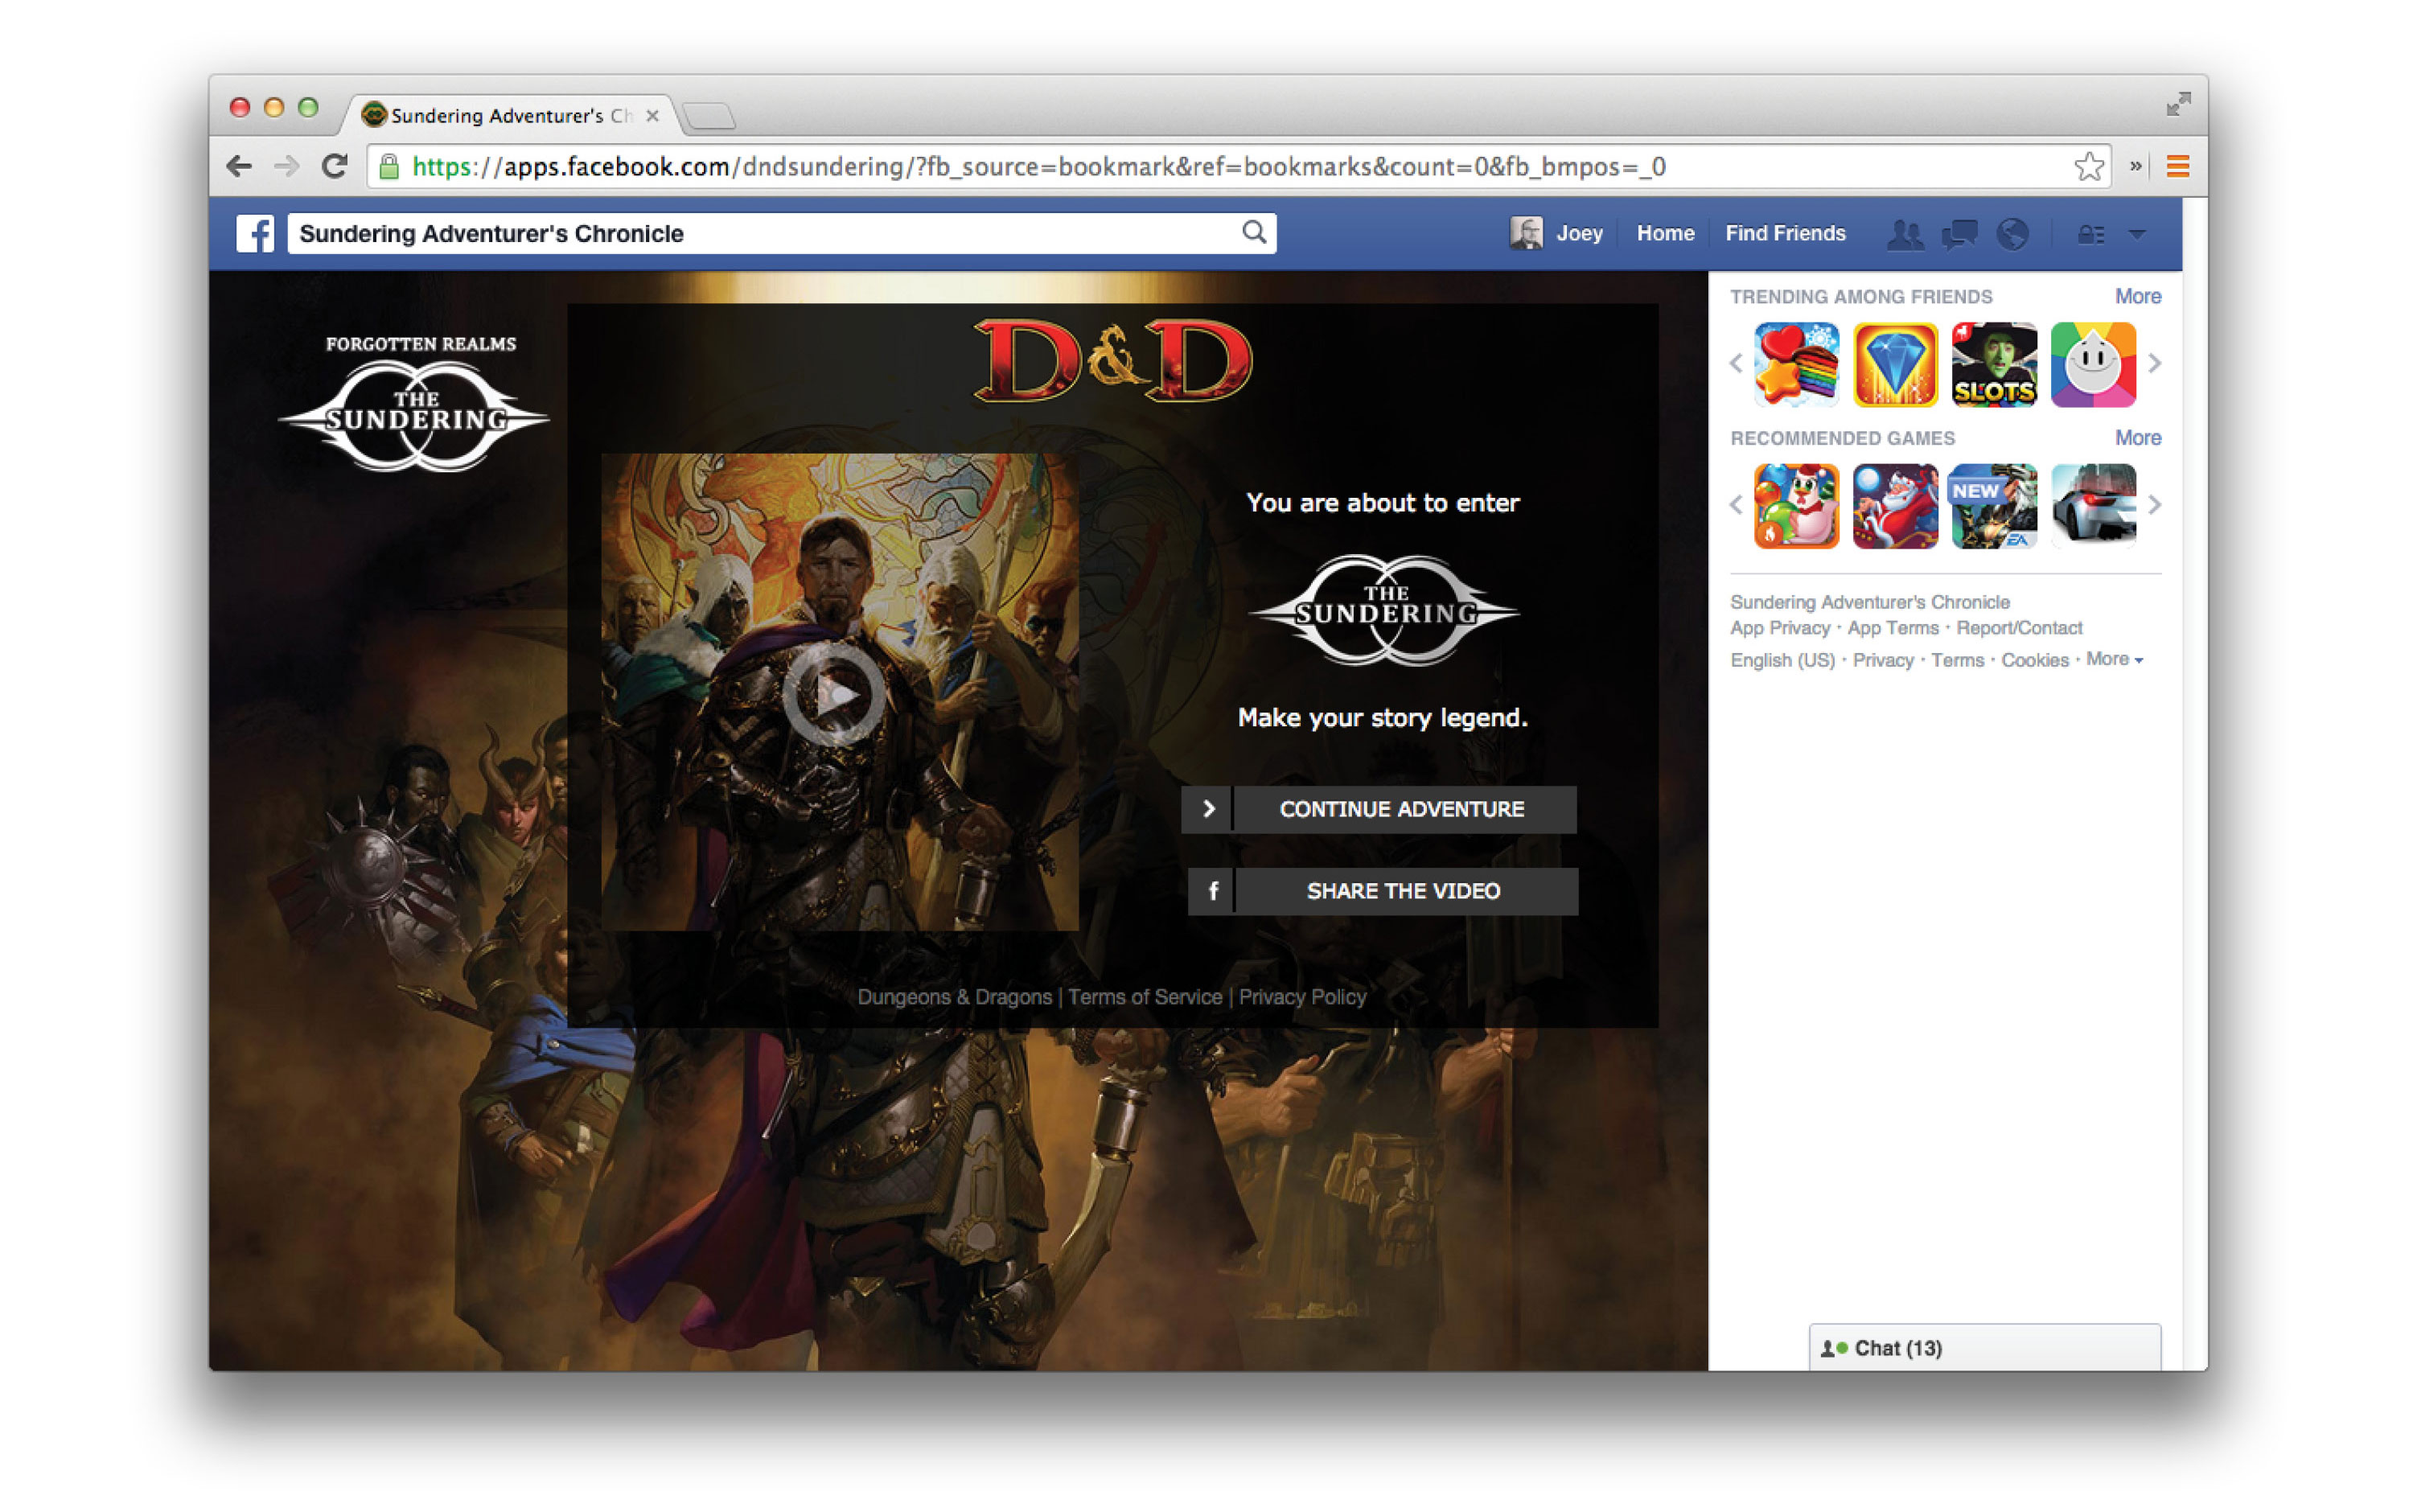 Sundering Adventurer's Ch
https://apps.facebook.com/dndsundering/?fb_source=bookmark&ref=bookmarks&count=0&fb_bmpos=_0
Sundering Adventurer's Chronicle
Joey
Home
Find Friends
FORGOTTEN REALMS
THE
SUNDERING
D&D
You are about to enter
THE
SUNDERING
Make your story legend.
CONTINUE ADVENTURE
f SHARE THE VIDEO
Dungeons & Dragons | Terms of Service | Privacy Policy
TRENDING AMONG FRIENDS More
SLOTS
RECOMMENDED GAMES More
NEW
EA
Sundering Adventurer's Chronicle
App Privacy · App Terms · Report/Contact
English (US) · Privacy · Terms · Cookies · More
Chat (13)